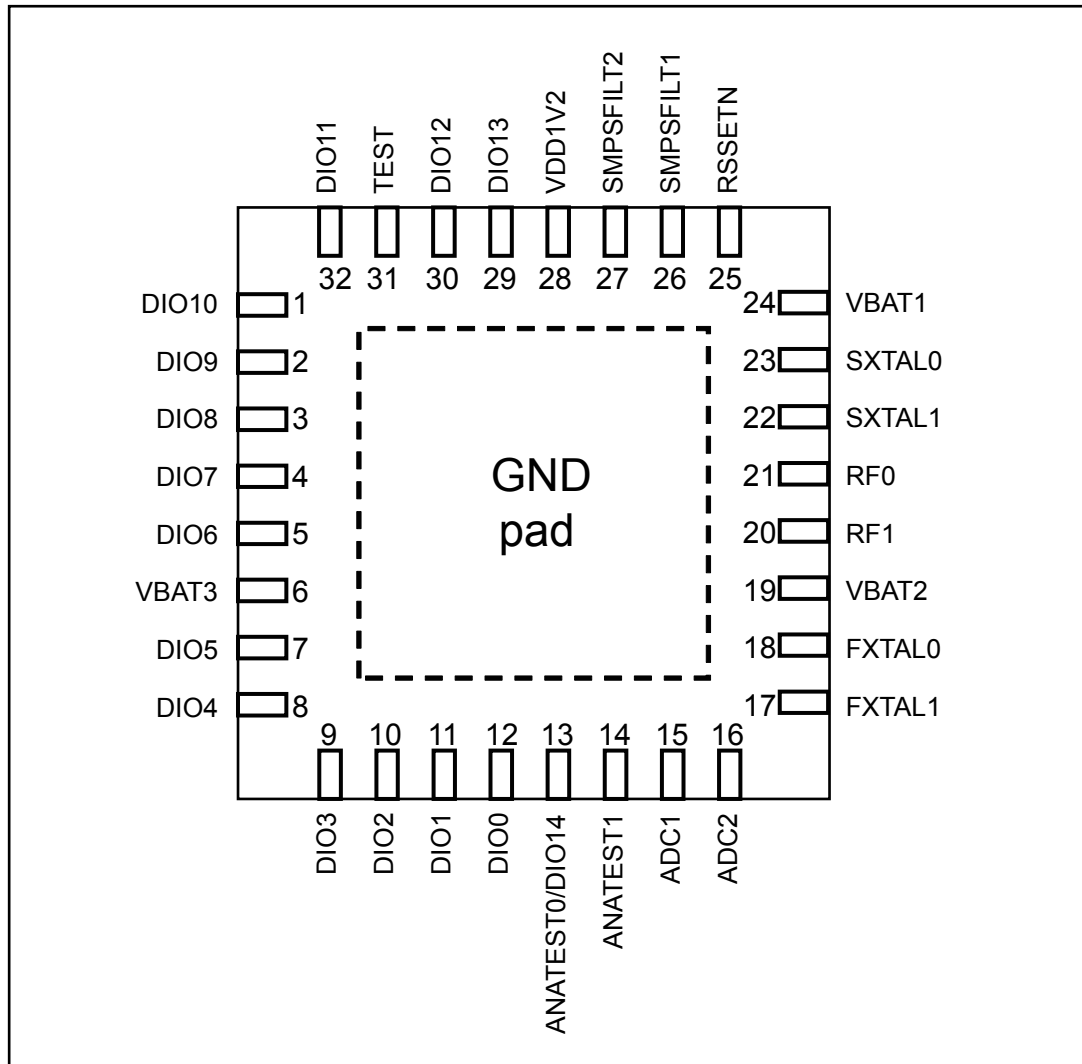 DIO11
TEST
DIO12
DIO13
VDD1V2
SMPSFILT2
SMPSFILT1
RSSETN
32
31
30
29
28
27
26
25
DIO10 1
DIO9 2
DIO8 3
DIO7 4
DIO6 5
VBAT3 6
DIO5 7
DIO4 8
24 VBAT1
23 SXTAL0
22 SXTAL1
21 RF0
20 RF1
19 VBAT2
18 FXTAL0
17 FXTAL1
GND
pad
9
10
11
12
13
14
15
16
DIO3
DIO2
DIO1
DIO0
ANATEST0/DIO14
ANATEST1
ADC1
ADC2